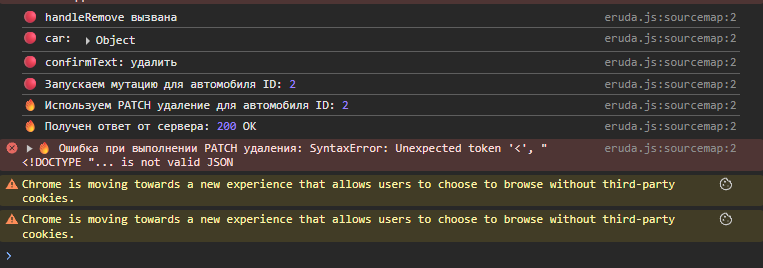 handleRemove вызвана eruda.js:sourcemap:2
car: ▶ Object eruda.js:sourcemap:2
confirmText: удалить eruda.js:sourcemap:2
Запускаем мутацию для автомобиля ID: 2 eruda.js:sourcemap:2
🔥 Используем PATCH удаление для автомобиля ID: 2 eruda.js:sourcemap:2
🔥 Получен ответ от сервера: 200 OK eruda.js:sourcemap:2
▶ 🔥 Ошибка при выполнении PATCH удаления: SyntaxError: Unexpected token '<', " eruda.js:sourcemap:2
<!DOCTYPE "... is not valid JSON
Chrome is moving towards a new experience that allows users to choose to browse without third-party
cookies.
Chrome is moving towards a new experience that allows users to choose to browse without third-party
cookies.